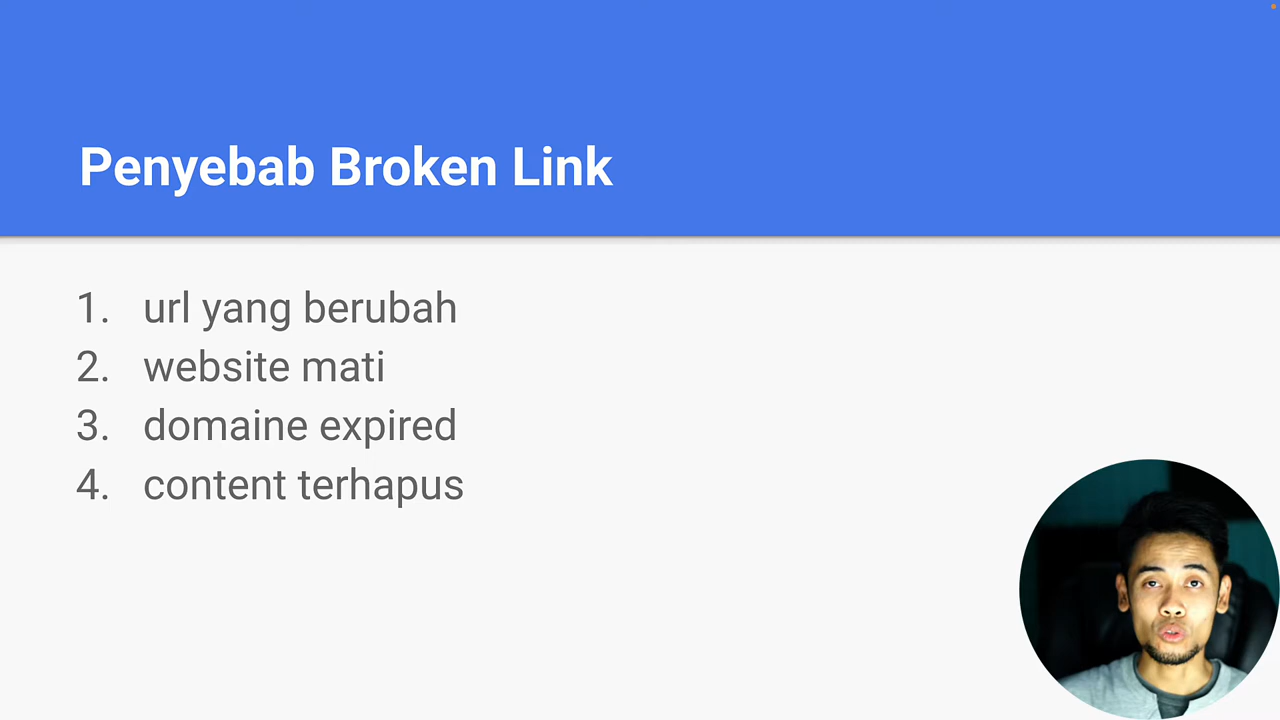 Penyebab Broken Link
1. url yang berubah
2. website mati
3. domaine expired
4. content terhapus